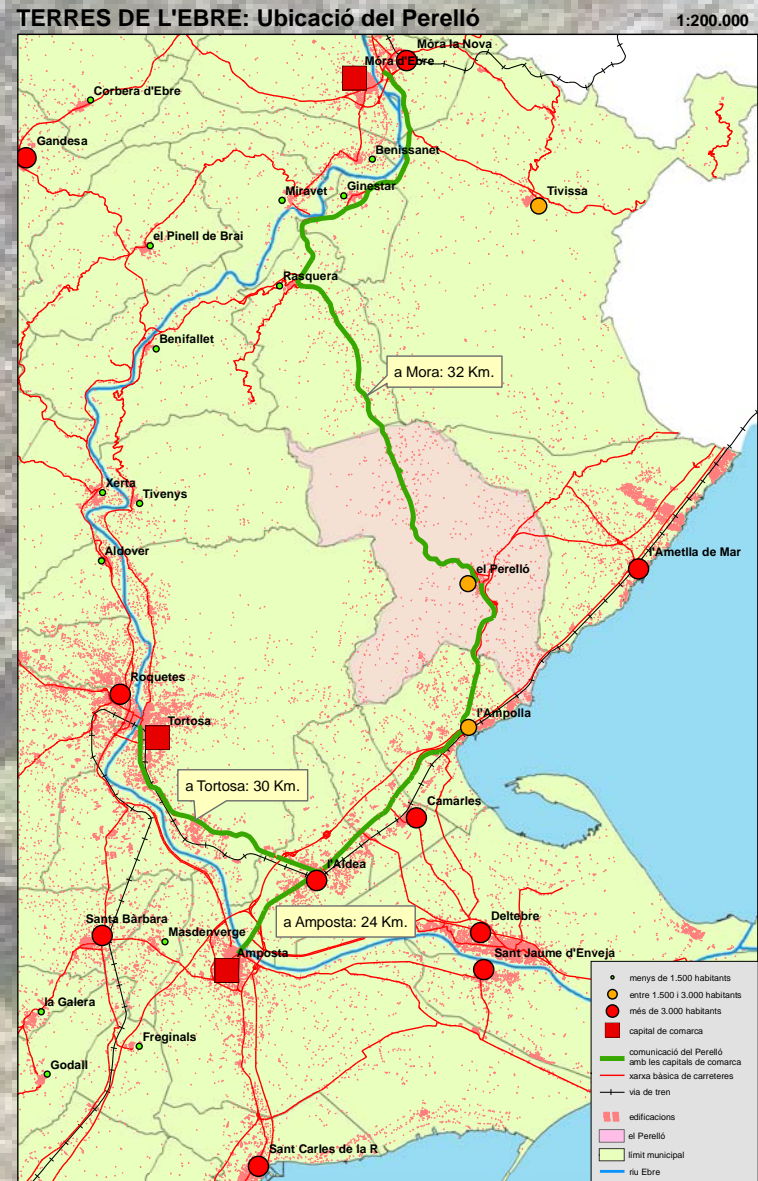 TERRES DE L'EBRE: Ubicació del Perelló
1:200.000
Móra la Nova
Móra d'Ebre
Corbera d'Ebre
Gandesa
Benissanet
Miravet
Ginestar
Tivissa
el Pinell de Brai
Rasquera
Benifallet
a Mora: 32 Km.
Xerta
Tivenys
Aldover
el Perelló
l'Ametlla de Mar
Roquetes
Tortosa
l'Ampolla
a Tortosa: 30 Km.
Camarles
l'Aldea
a Amposta: 24 Km.
Deltebre
Santa Bàrbara
Masdenverge
Amposta
Sant Jaume d'Enveja
la Galera
Freginals
Godall
Sant Carles de la R
menys de 1.500 habitants
entre 1.500 i 3.000 habitants
més de 3.000 habitants
capital de comarca
comunicació del Perelló
amb les capitals de comarca
xarxa bàsica de carreteres
via de tren
edificacions
el Perelló
límit municipal
riu Ebre